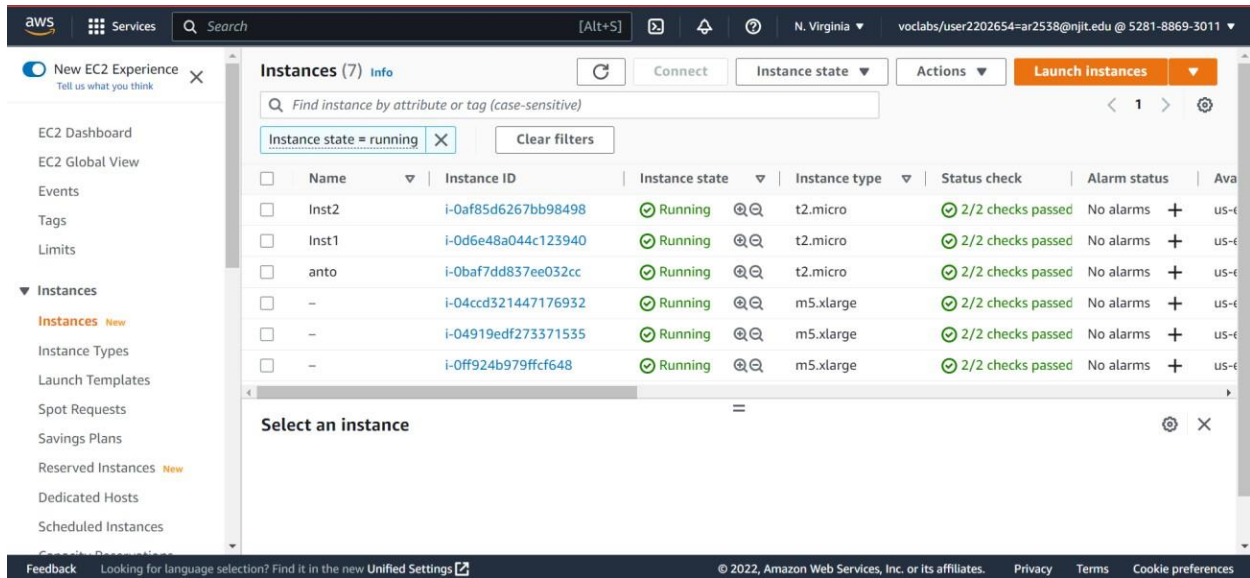 aws Services Search [Alt+S] N. Virginia voclabs/user2202654=ar2538@njit.edu @ 5281-8869-3011
New EC2 Experience
Tell us what you think
EC2 Dashboard
EC2 Global View
Events
Tags
Limits
Instances
Instances New
Instance Types
Launch Templates
Spot Requests
Savings Plans
Reserved Instances New
Dedicated Hosts
Scheduled Instances
Instances (7) Info Connect Instance state Actions Launch instances
Find instance by attribute or tag (case-sensitive) 1
Instance state = running Clear filters
Name Instance ID Instance state Instance type Status check Alarm status Ava
Inst2 i-0af85d6267bb98498 Running t2.micro 2/2 checks passed No alarms + us-e
Inst1 i-0d6e48a044c123940 Running t2.micro 2/2 checks passed No alarms + us-e
anto i-0baf7dd837ee032cc Running t2.micro 2/2 checks passed No alarms + us-e
– i-04ccd321447176932 Running m5.xlarge 2/2 checks passed No alarms + us-e
– i-04919edf273371535 Running m5.xlarge 2/2 checks passed No alarms + us-e
– i-0ff924b979ffcf648 Running m5.xlarge 2/2 checks passed No alarms + us-e
Select an instance
Feedback Looking for language selection? Find it in the new Unified Settings © 2022, Amazon Web Services, Inc. or its affiliates. Privacy Terms Cookie preferences